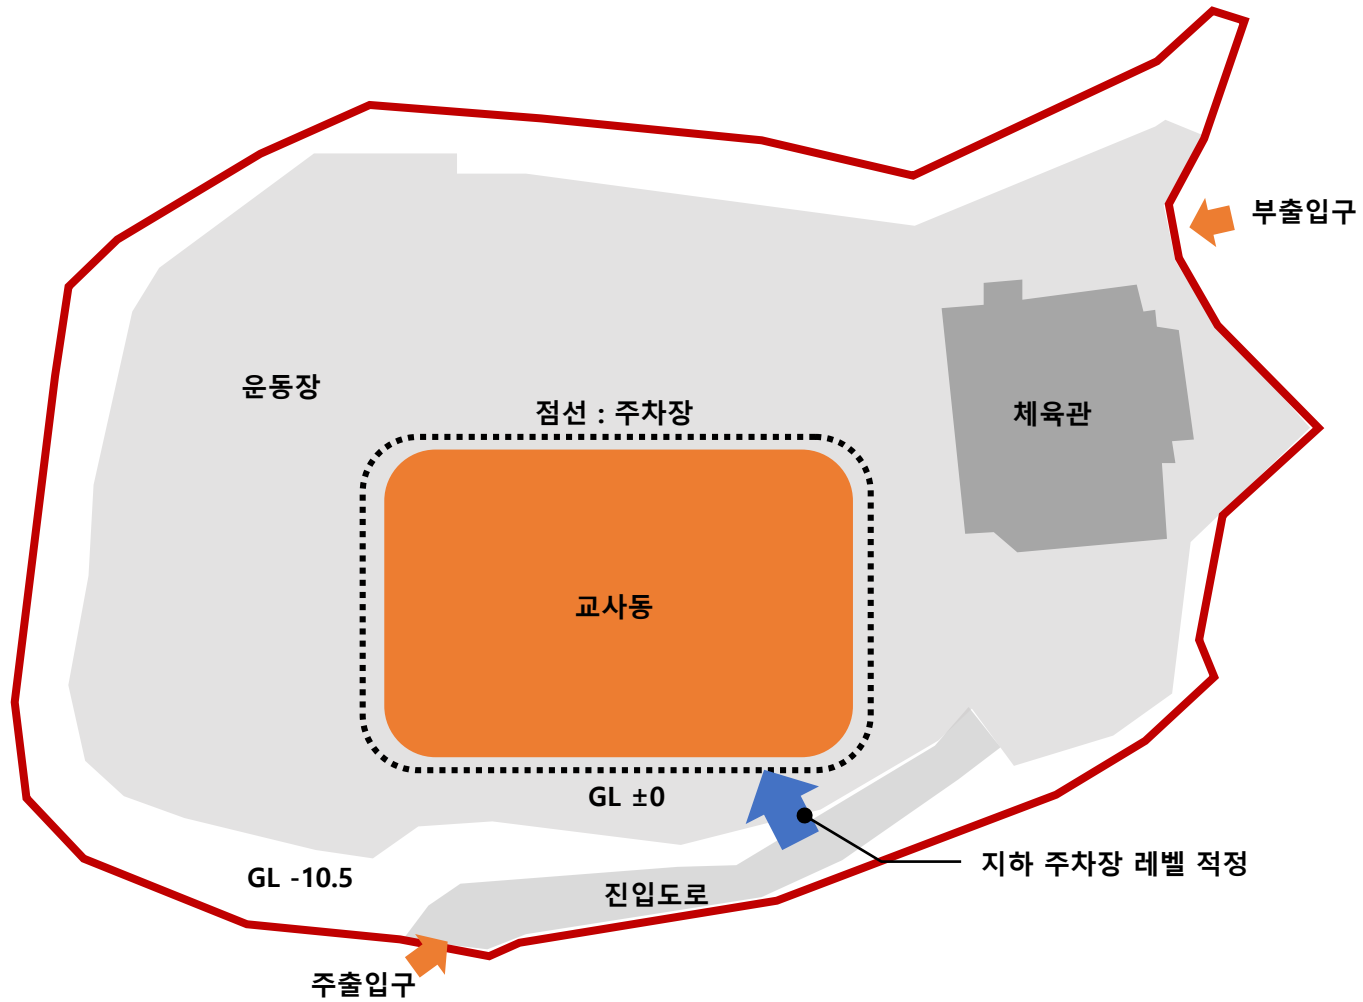 부출입구
운동장
점선 : 주차장
체육관
교사동
GL ±0
지하 주차장 레벨 적정
GL -10.5
진입도로
주출입구